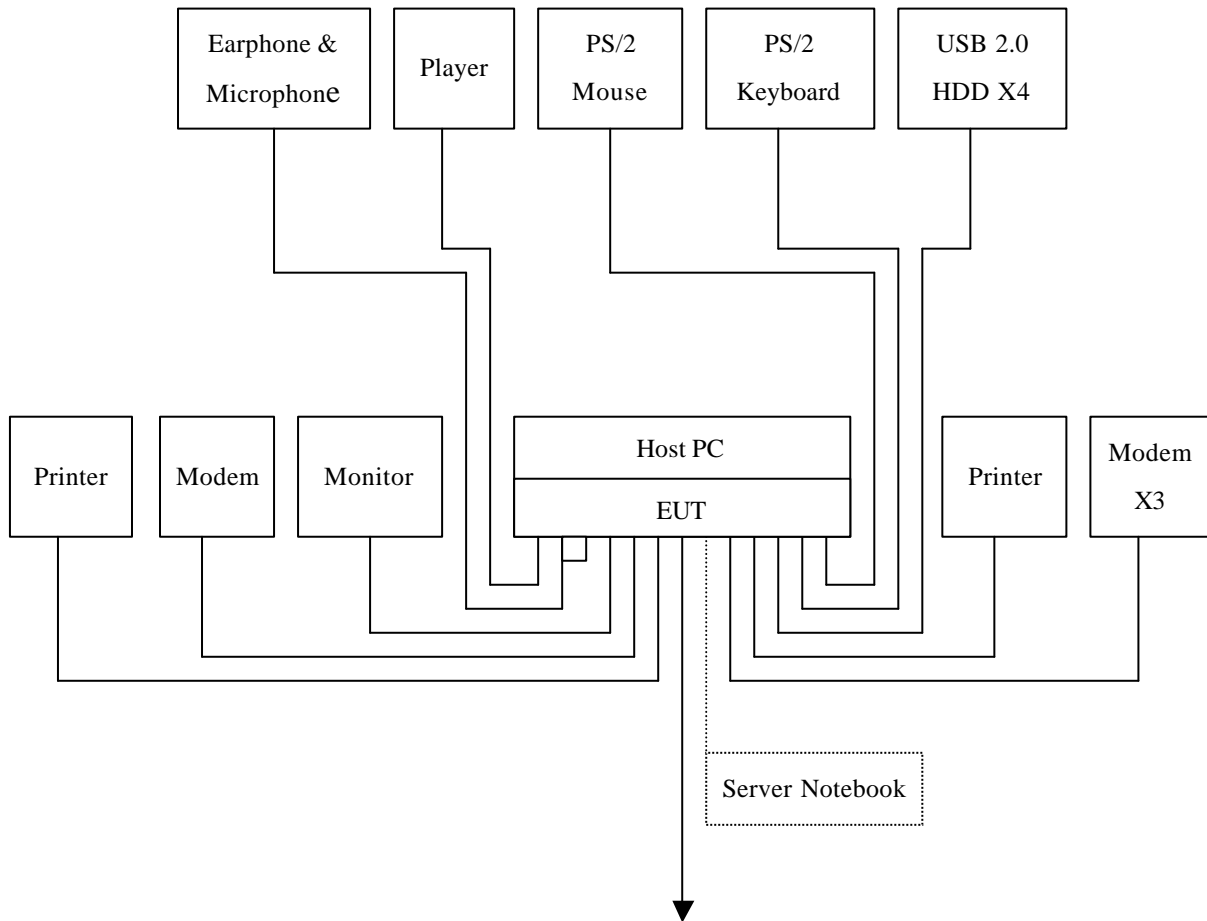 Earphone &
Microphone
Player
PS/2
Mouse
PS/2
Keyboard
USB 2.0
HDD X4
Printer
Modem
Monitor
Host PC
EUT
Printer
Modem
X3
Server Notebook